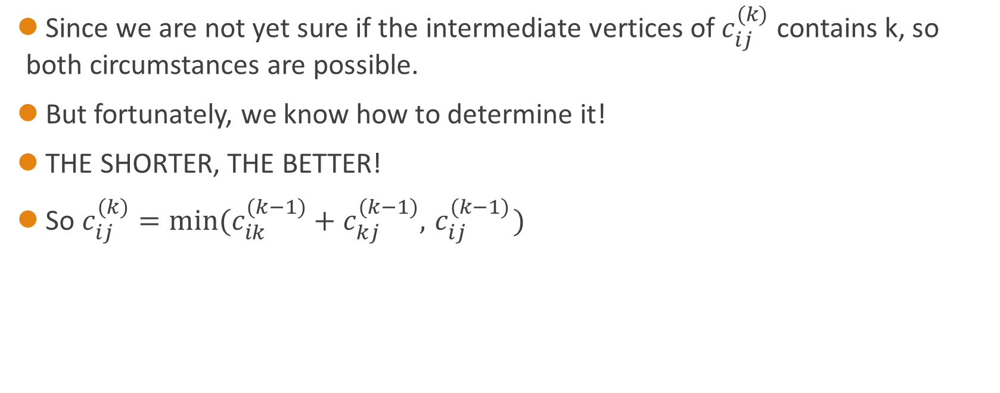 ● Since we are not yet sure if the intermediate vertices of $c_{ij}^{(k)}$ contains k, so
both circumstances are possible.
● But fortunately, we know how to determine it!
● THE SHORTER, THE BETTER!
● So $c_{ij}^{(k)} = \min(c_{ik}^{(k-1)} + c_{kj}^{(k-1)}, c_{ij}^{(k-1)})$